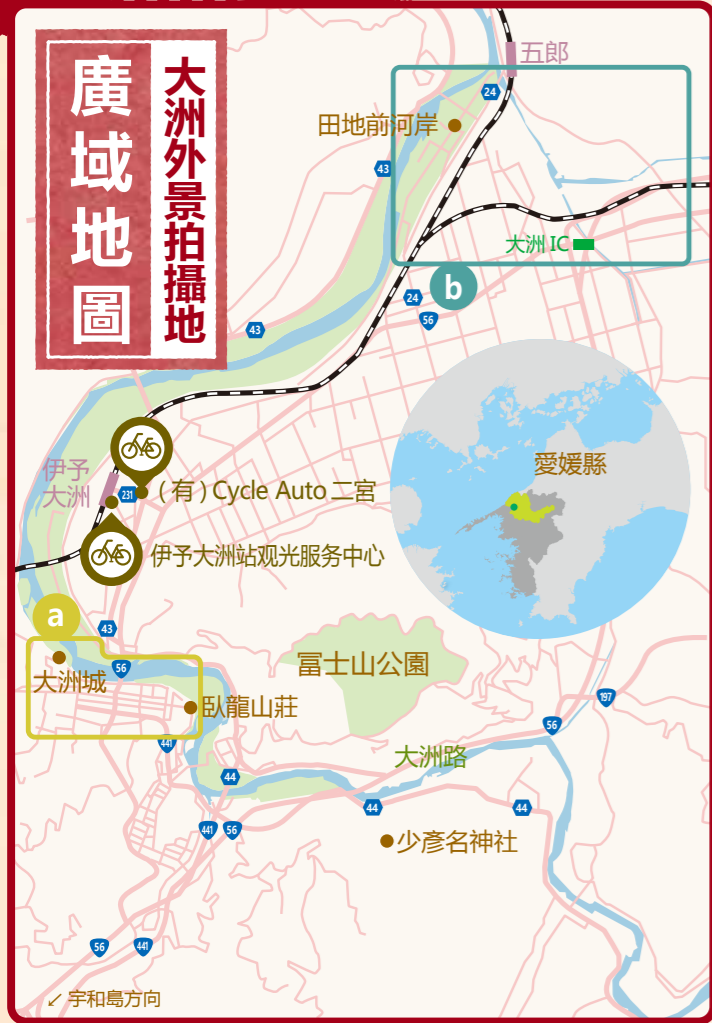 大洲外景拍攝地
廣域地圖
五郎
24
田地前河岸
43
大洲 IC
b
24
56
43
愛媛縣
伊予
大洲
231
(有) Cycle Auto 二宮
伊予大洲站观光服务中心
a
43
56
大洲城
冨士山公園
臥龍山莊
197
56
441
大洲路
44
44
44
441
56
少彥名神社
56
441
↙ 宇和島方向